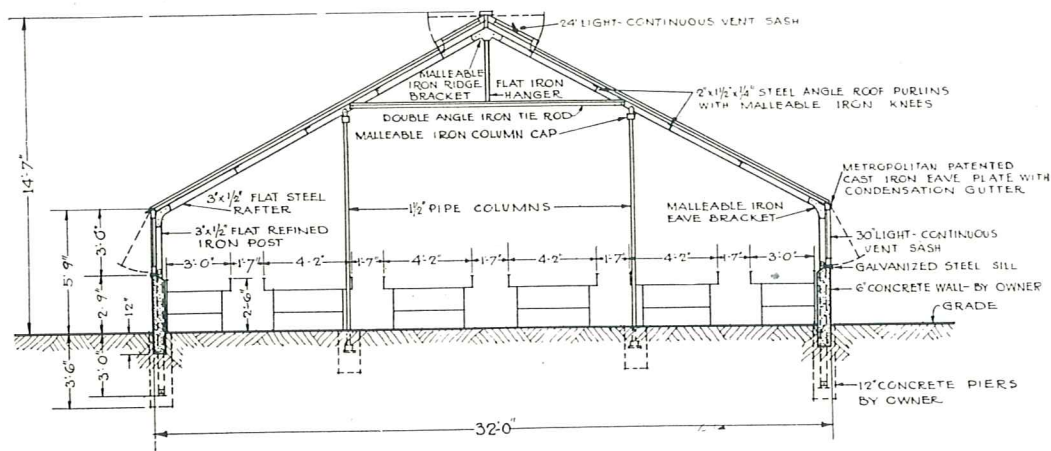 24" LIGHT-CONTINUOUS VENT SASH
MALLEABLE
IRON RIDGE
BRACKET
FLAT IRON
HANGER
2"x1½"x¼" STEEL ANGLE ROOF PURLINS
WITH MALLEABLE IRON KNEES
DOUBLE ANGLE IRON TIE ROD
MALLEABLE IRON COLUMN CAP
14'-7"
METROPOLITAN PATENTED
CAST IRON EAVE PLATE WITH
CONDENSATION GUTTER
3"x½" FLAT STEEL
RAFTER
1½" PIPE COLUMNS
MALLEABLE IRON
EAVE BRACKET
3"x½" FLAT REFINED
IRON POST
30" LIGHT-CONTINUOUS
VENT SASH
5'-9"
3'-0"
3'-0"
1'-7"
4'-2"
1'-7"
4'-2"
1'-7"
4'-2"
1'-7"
4'-2"
1'-7"
3'-0"
GALVANIZED STEEL SILL
2'-9"
12"
2'-6"
6" CONCRETE WALL-BY OWNER
GRADE
3'-6"
3'-0"
12" CONCRETE PIERS
BY OWNER
32'-0"